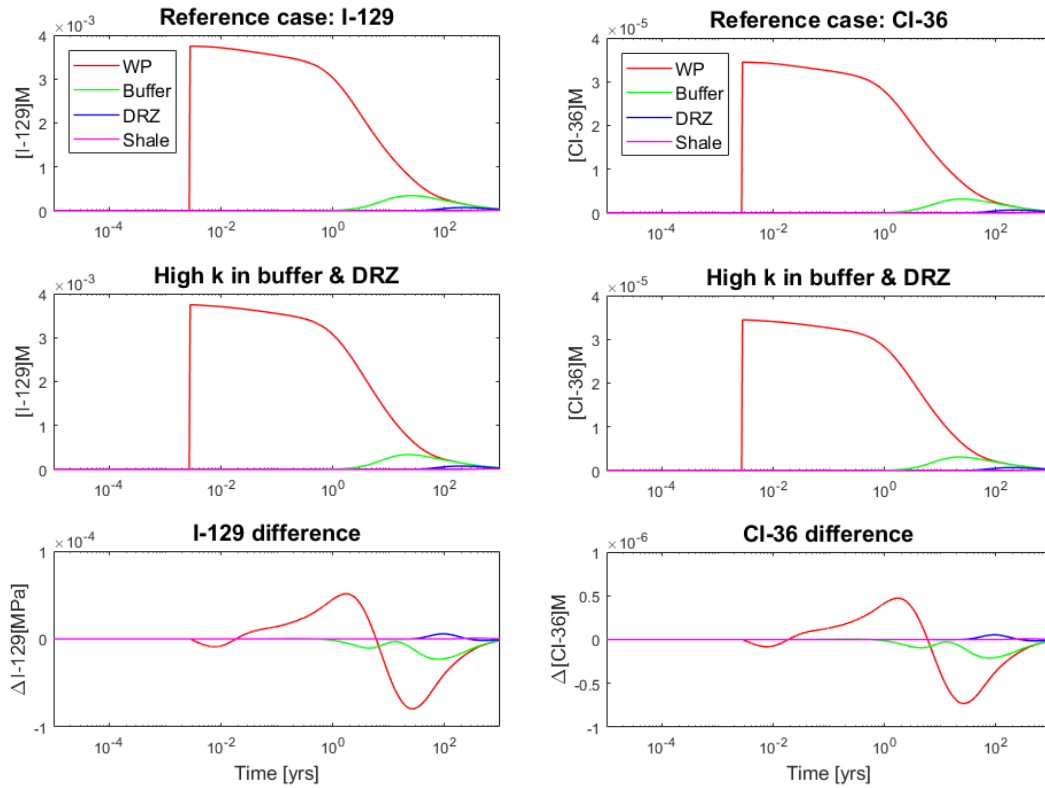 Reference case: I-129
×10⁻³
4
3
2
1
0
[I-129]M
WP
Buffer
DRZ
Shale
10⁻⁴ 10⁻² 10⁰ 10²
Reference case: Cl-36
×10⁻⁵
4
3
2
1
0
[Cl-36]M
WP
Buffer
DRZ
Shale
10⁻⁴ 10⁻² 10⁰ 10²
High k in buffer & DRZ
×10⁻³
4
3
2
1
0
[I-129]M
10⁻⁴ 10⁻² 10⁰ 10²
High k in buffer & DRZ
×10⁻⁵
4
3
2
1
0
[Cl-36]M
10⁻⁴ 10⁻² 10⁰ 10²
I-129 difference
×10⁻⁴
1
0
-1
Δ I-129[MPa]
10⁻⁴ 10⁻² 10⁰ 10²
Time [yrs]
Cl-36 difference
×10⁻⁶
1
0.5
0
-0.5
-1
Δ[Cl-36]M
10⁻⁴ 10⁻² 10⁰ 10²
Time [yrs]